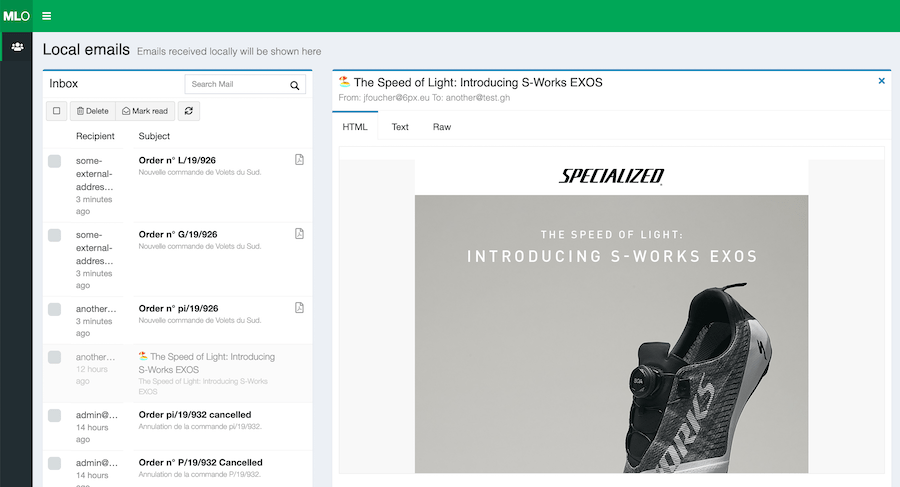 MLO
Local emails Emails received locally will be shown here
Inbox
Search Mail
Delete
Mark read
Recipient Subject
some-
external-
addres…
3 minutes
ago
Order n° L/19/926
Nouvelle commande de Volets du Sud.
some-
external-
addres…
3 minutes
ago
Order n° G/19/926
Nouvelle commande de Volets du Sud.
another…
3 minutes
ago
Order n° pi/19/926
Nouvelle commande de Volets du Sud.
another…
12 hours
ago
The Speed of Light: Introducing
S-Works EXOS
The Speed of Light: Introducing S-Works
EXOS
admin@…
14 hours
ago
Order pi/19/932 cancelled
Annulation de la commande pi/19/932.
admin@…
14 hours
Order n° P/19/932 Cancelled
Annulation de la commande P/19/932.
The Speed of Light: Introducing S-Works EXOS
From: jfoucher@6px.eu To: another@test.gh
HTML Text Raw
SPECIALIZED
THE SPEED OF LIGHT:
INTRODUCING S-WORKS EXOS
BOA
WORKS